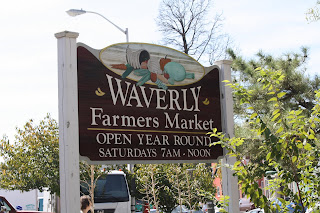 WAVERLY
Farmers Market
OPEN YEAR ROUND
SATURDAYS 7AM - NOON